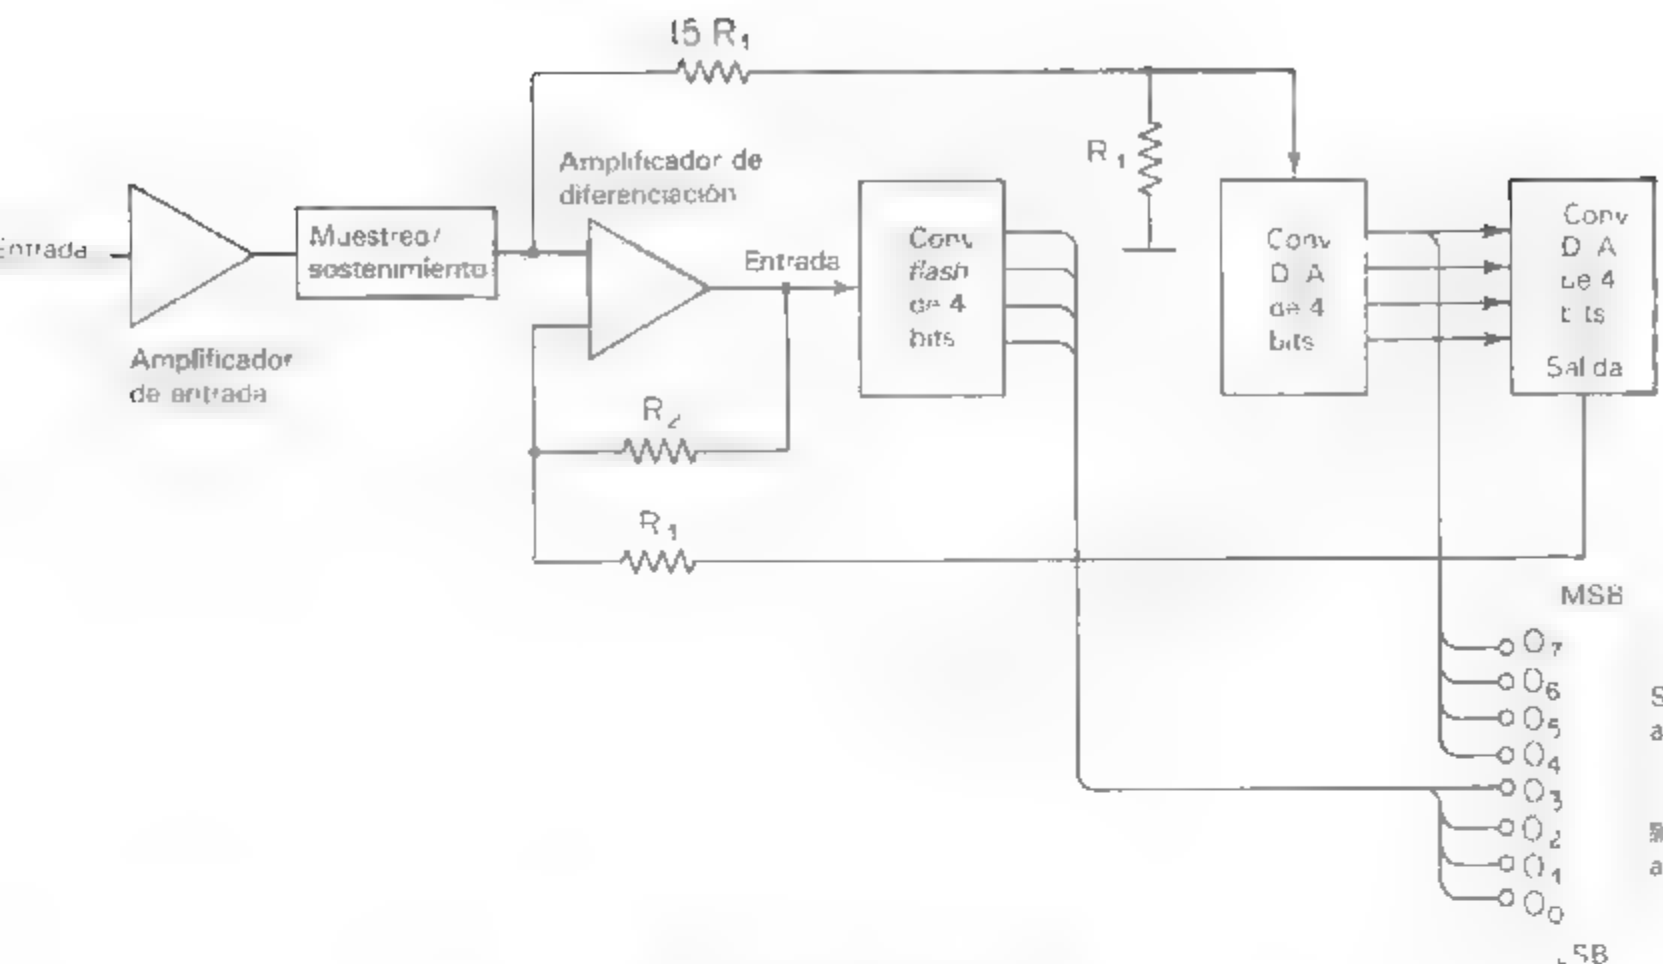 15 R₁
Amplificador de
diferenciación
R₁
Entrada
Muestreo/
sostenimiento
Entrada
Conv
flash
de 4
bits
Conv
D A
de 4
bits
Conv
D A
de 4
bits
Salida
Amplificador
de entrada
R₂
R₁
MSB
O₇
O₆
O₅
O₄
O₃
O₂
O₁
O₀